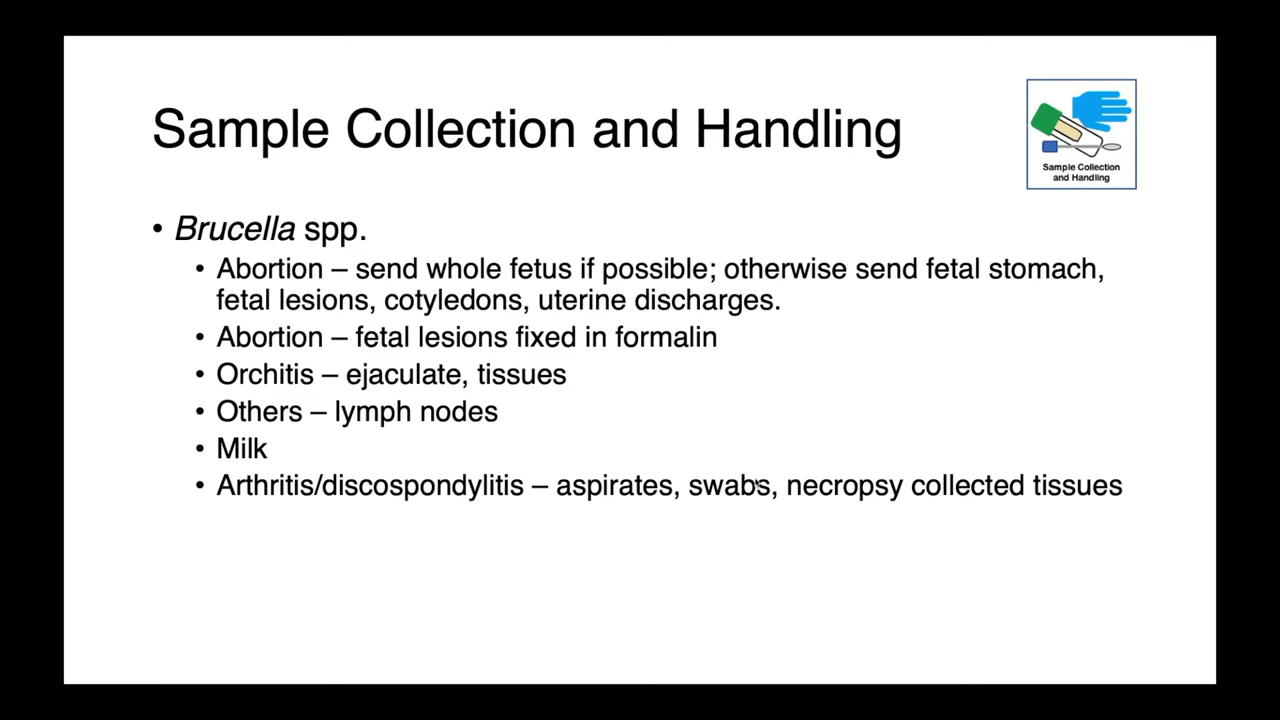 Sample Collection and Handling
Sample Collection
and Handling
• Brucella spp.
• Abortion – send whole fetus if possible; otherwise send fetal stomach,
fetal lesions, cotyledons, uterine discharges.
• Abortion – fetal lesions fixed in formalin
• Orchitis – ejaculate, tissues
• Others – lymph nodes
• Milk
• Arthritis/discospondylitis – aspirates, swabs, necropsy collected tissues